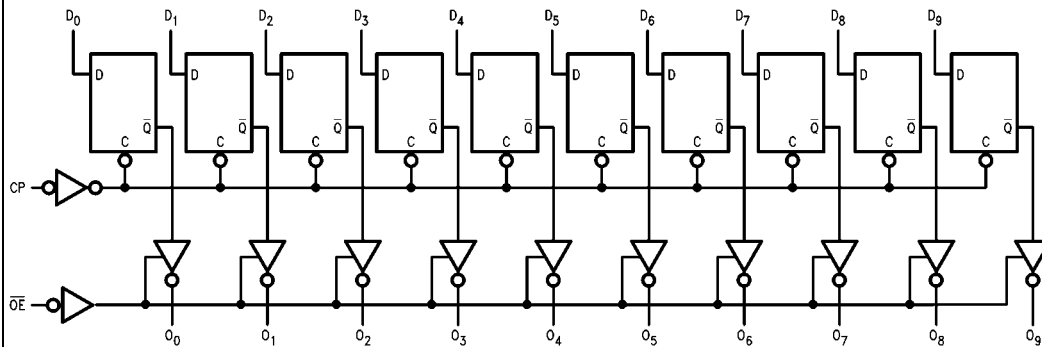 D₀ D₁ D₂ D₃ D₄ D₅ D₆ D₇ D₈ D₉
D D D D D D D D D D
Q̅ Q̅ Q̅ Q̅ Q̅ Q̅ Q̅ Q̅ Q̅ Q̅
C C C C C C C C C C
CP
O̅E̅
O₀ O₁ O₂ O₃ O₄ O₅ O₆ O₇ O₈ O₉